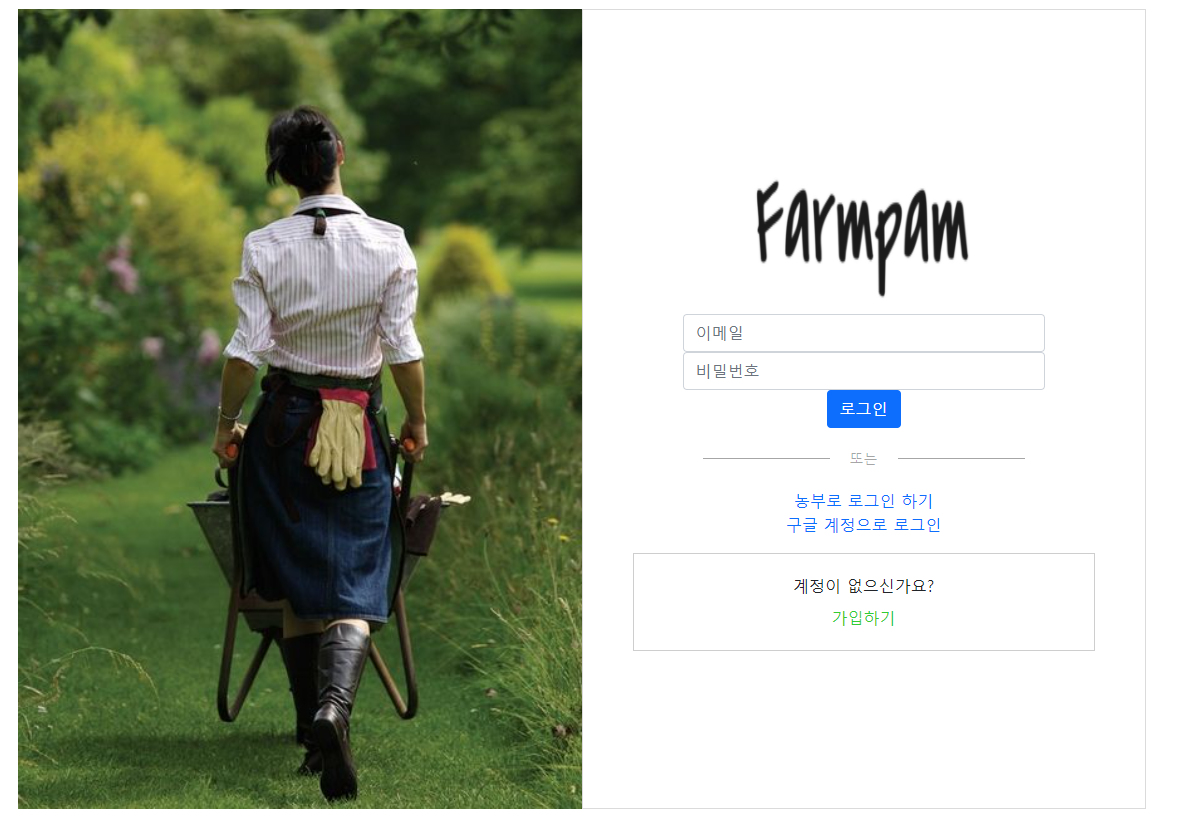 Farmpam
이메일
비밀번호
로그인
또는
농부로 로그인 하기
구글 계정으로 로그인
계정이 없으신가요?
가입하기